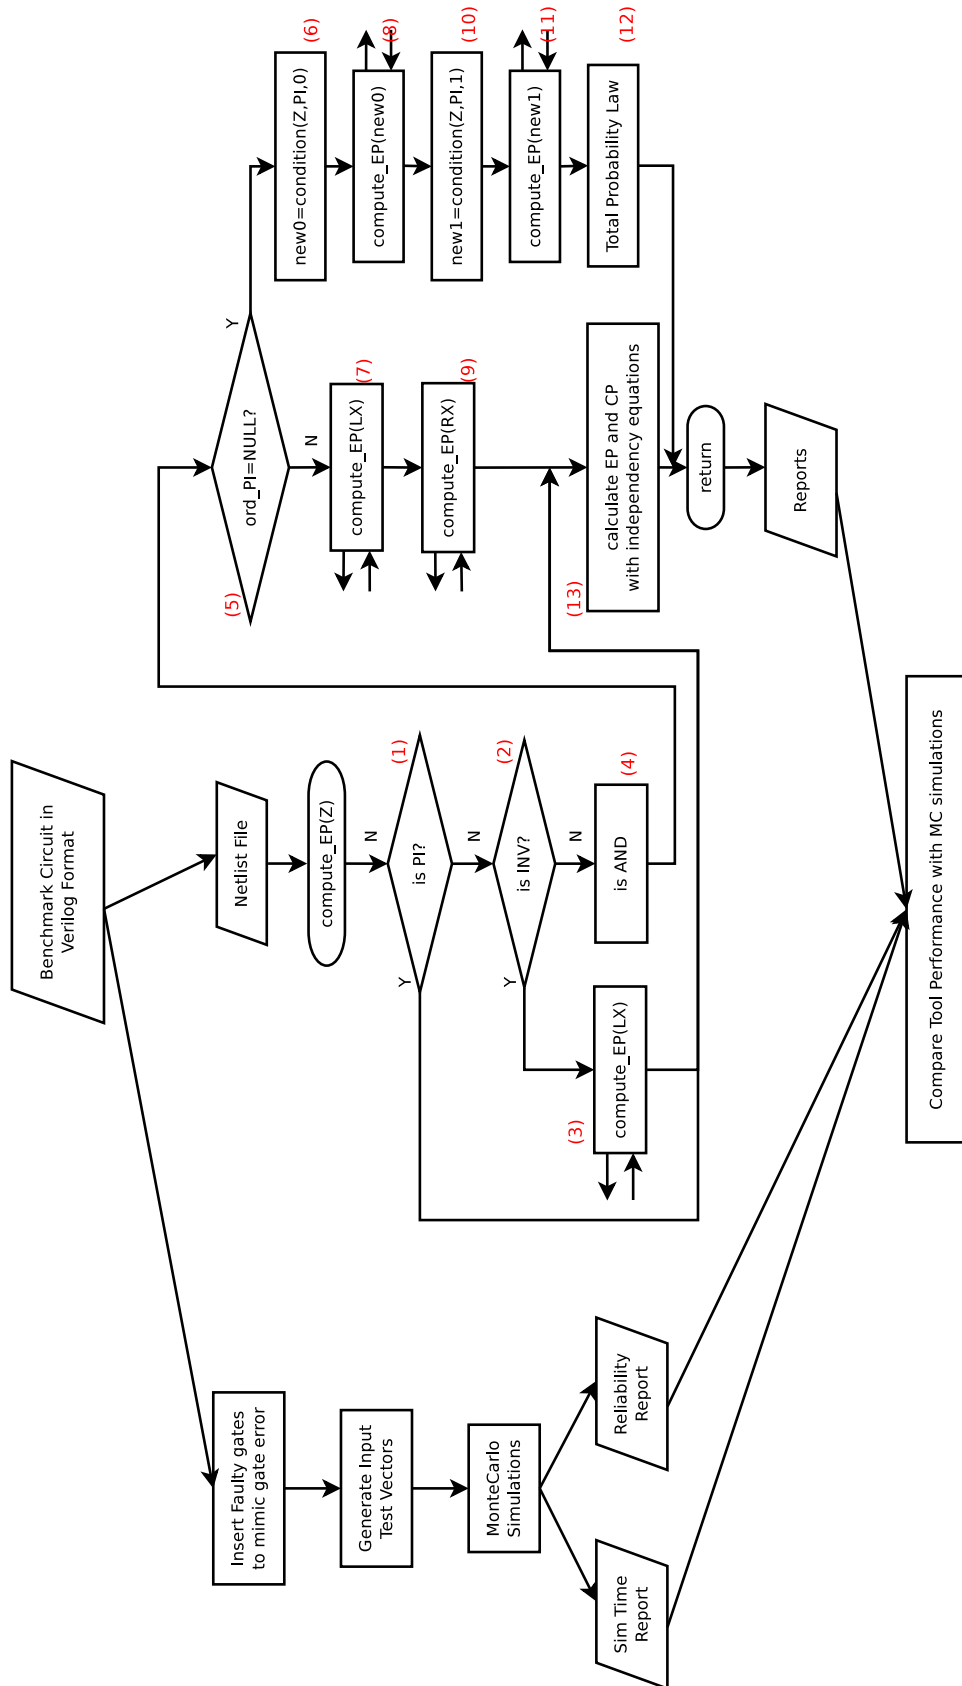 Benchmark Circuit in
Verilog Format
Insert Faulty gates
to mimic gate error
Generate Input
Test Vectors
MonteCarlo
Simulations
Sim Time
Report
Reliability
Report
Netlist File
compute_EP(Z)
N
is PI?
(1)
Y
N
is INV?
(2)
Y
N
is AND
(4)
compute_EP(LX)
(3)
ord_PI=NULL?
(5)
Y
N
compute_EP(LX)
(7)
compute_EP(RX)
(9)
new0=condition(Z,PI,0)
(6)
compute_EP(new0)
(8)
new1=condition(Z,PI,1)
(10)
compute_EP(new1)
(11)
Total Probability Law
(12)
calculate EP and CP
with independency equations
(13)
return
Reports
Compare Tool Performance with MC simulations